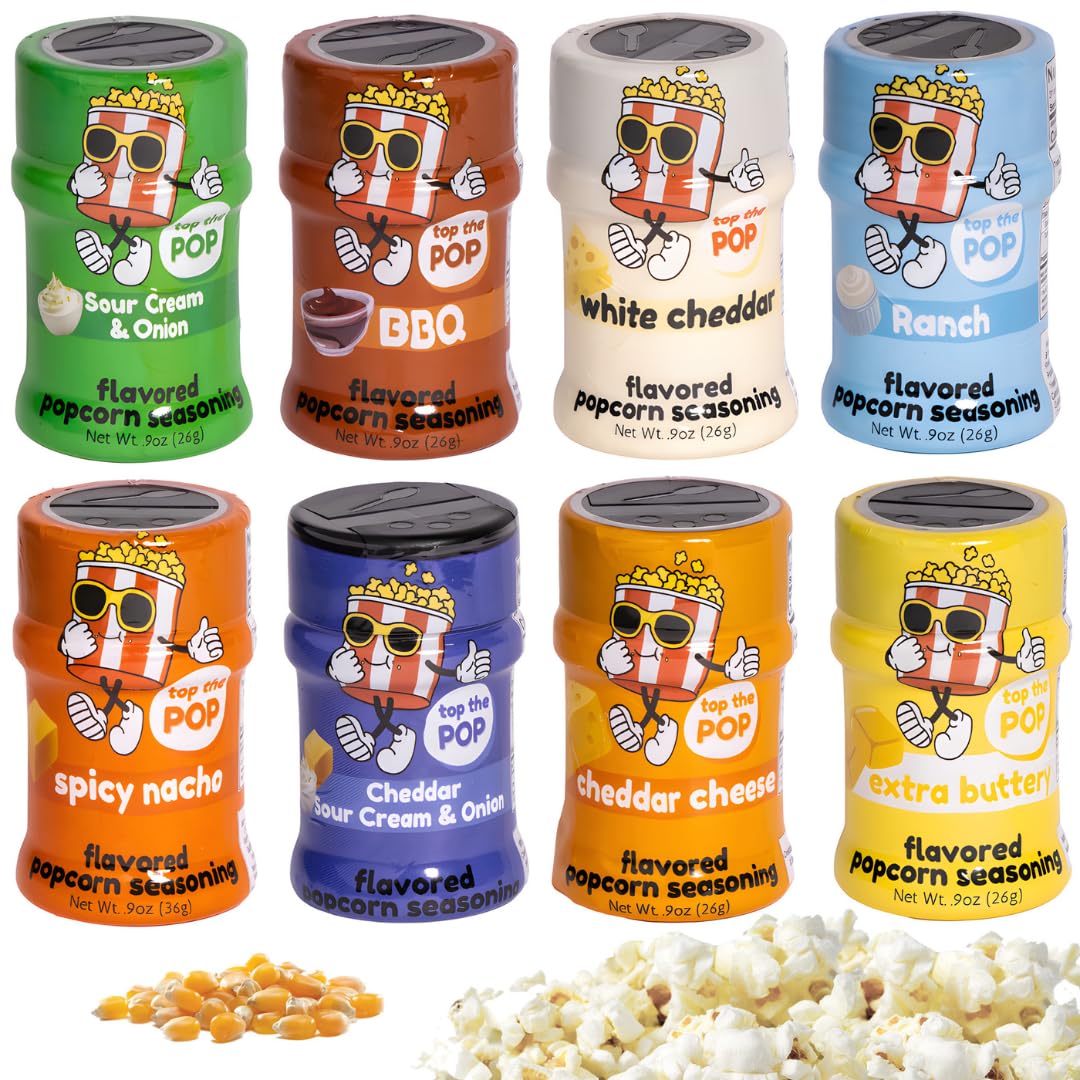 top the
POP
Sour Cream
& Onion
flavored
popcorn seasoning
Net Wt. .9oz (26g)
top the
POP
BBQ
flavored
popcorn seasoning
Net Wt. .9oz (26g)
top the
POP
white cheddar
flavored
popcorn seasoning
Net Wt. .9oz (26g)
top the
POP
Ranch
flavored
popcorn seasoning
Net Wt. .9oz (26g)
top the
POP
spicy nacho
flavored
popcorn seasoning
Net Wt. .9oz (36g)
top the
POP
Cheddar
Sour Cream & Onion
flavored
popcorn seasoning
top the
POP
cheddar cheese
flavored
popcorn seasoning
Net Wt. .9oz (26g)
top the
POP
extra buttery
flavored
popcorn seasoning
Net Wt. .9oz (26g)